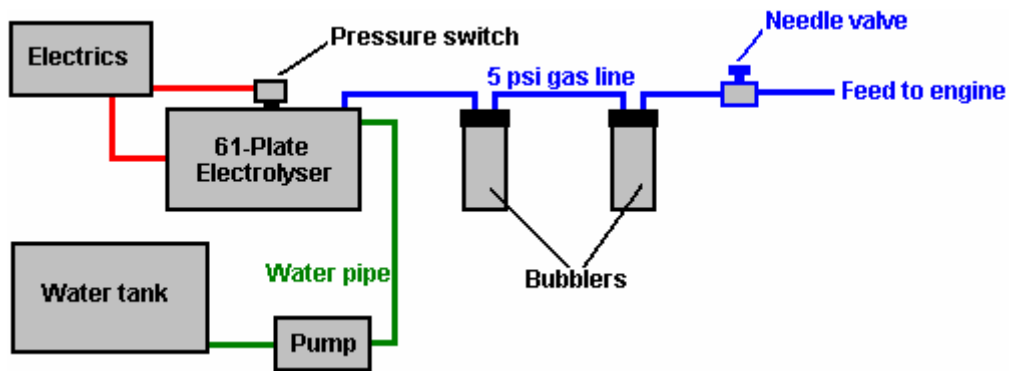 Electrics
Pressure switch
Needle valve
5 psi gas line
Feed to engine
61-Plate
Electrolyser
Water pipe
Bubblers
Water tank
Pump